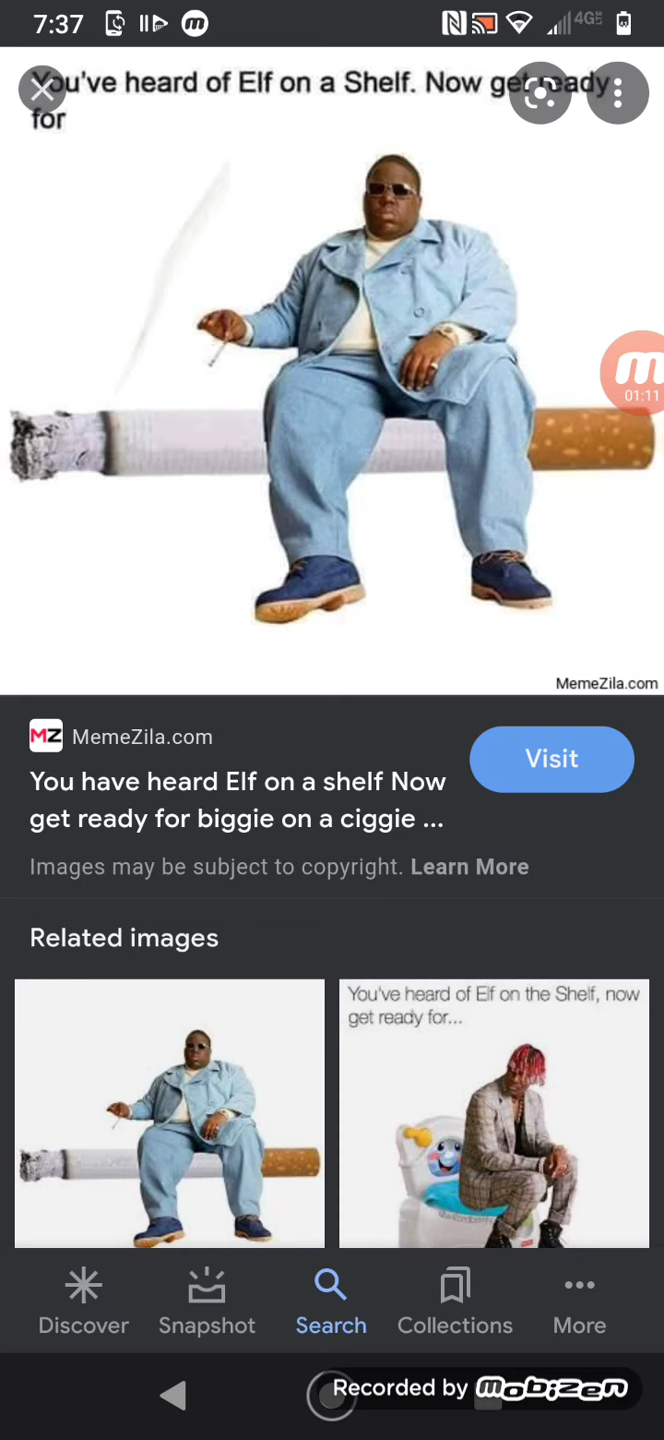 7:37
4G
You've heard of Elf on a Shelf. Now get ready
for
m
01:11
MemeZila.com
MZ MemeZila.com
You have heard Elf on a shelf Now
get ready for biggie on a ciggie ...
Visit
Images may be subject to copyright. Learn More
Related images
You've heard of Elf on the Shelf, now
get ready for...
Discover
Snapshot
Search
Collections
More
Recorded by mobizen